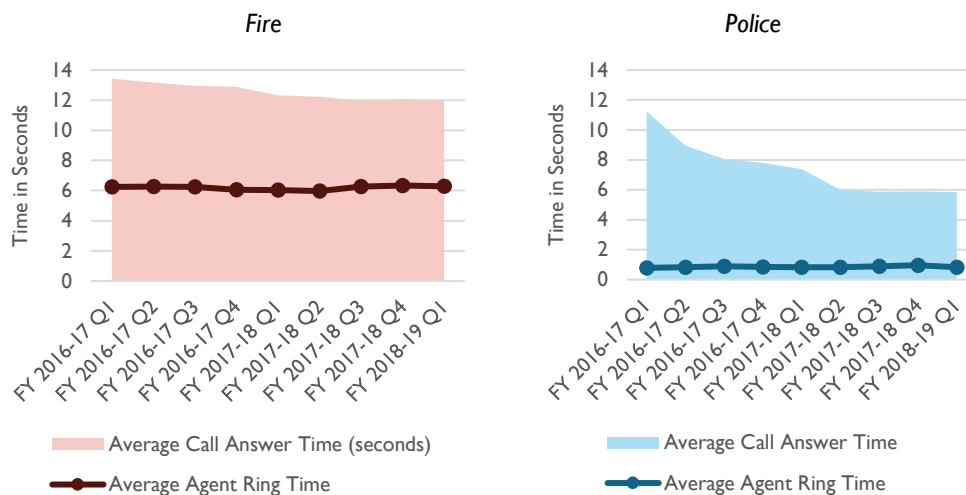 Fire
14
12
10
8
6
4
2
0
Time in Seconds
FY 2016-17 Q1
FY 2016-17 Q2
FY 2016-17 Q3
FY 2016-17 Q4
FY 2017-18 Q1
FY 2017-18 Q2
FY 2017-18 Q3
FY 2017-18 Q4
FY 2018-19 Q1
Average Call Answer Time (seconds)
Average Agent Ring Time
Police
14
12
10
8
6
4
2
0
Time in Seconds
FY 2016-17 Q1
FY 2016-17 Q2
FY 2016-17 Q3
FY 2016-17 Q4
FY 2017-18 Q1
FY 2017-18 Q2
FY 2017-18 Q3
FY 2017-18 Q4
FY 2018-19 Q1
Average Call Answer Time
Average Agent Ring Time